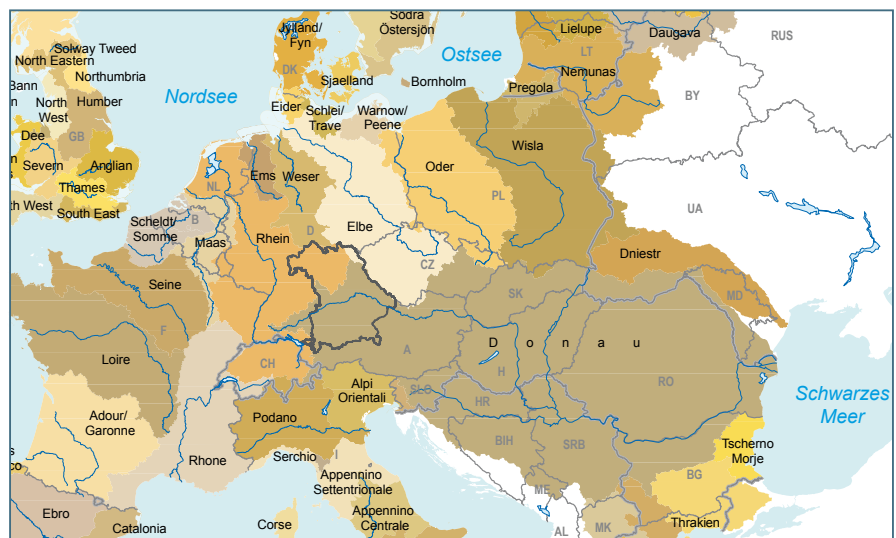 Södra
Östersjön
Lielupe
LT
Daugava
RUS
Solway Tweed
North Eastern
Northumbria
Jylland/
Fyn
DK
Ostsee
Nemunas
Bann
North
West
Humber
Nordsee
Sjaelland
Bornholm
Pregola
BY
Eider
Schlei/
Trave
Warnow/
Peene
Dee
GB
Severn
Anglian
Wisla
Oder
Thames
NL
Ems
Weser
PL
th West
South East
UA
Scheldt/
Somme
B
Maas
Rhein
D
Elbe
CZ
Dniestr
Seine
SK
MD
F
Loire
CH
A
Donau
H
RO
Schwarzes
Meer
Alpi
Orientali
SLO
HR
Adour/
Garonne
Podano
Tscherno
Morje
Rhone
Serchio
I
BIH
SRB
BG
Appennino
Settentrionale
ME
Ebro
Catalonia
Corse
Appennino
Centrale
AL
MK
Thrakien